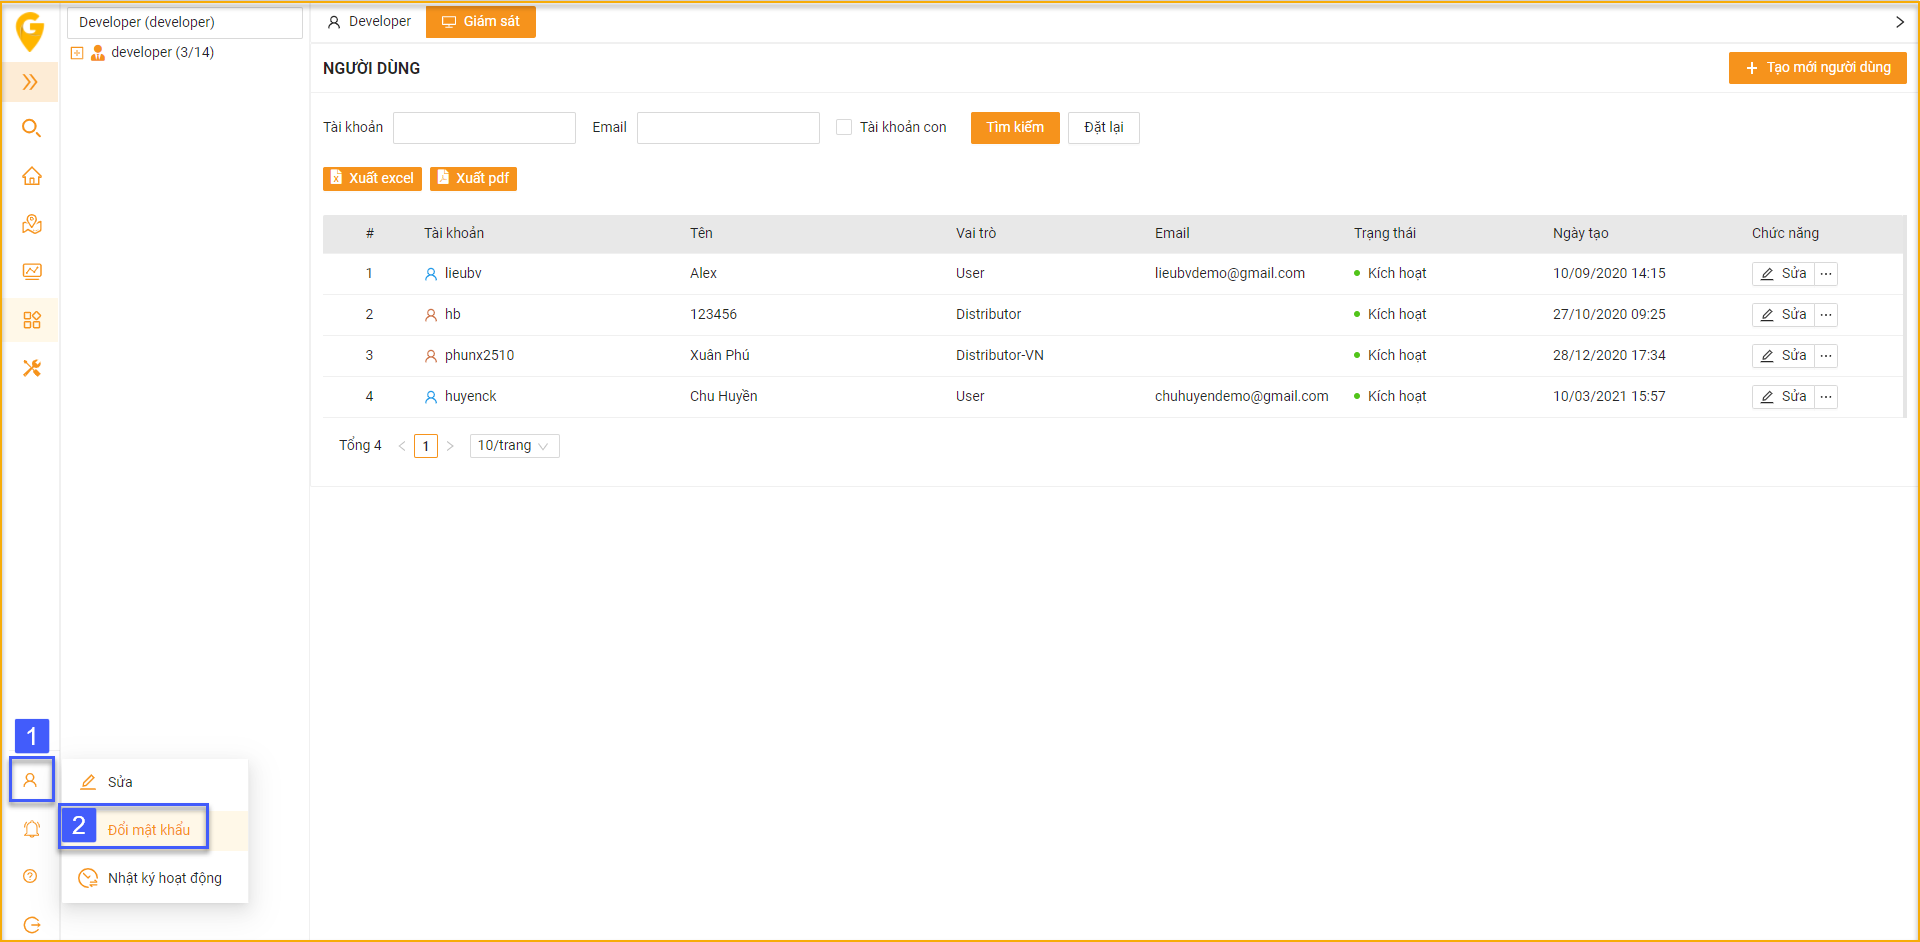 Developer (developer)
developer (3/14)
Developer
Giám sát
NGƯỜI DÙNG
+ Tạo mới người dùng
Tài khoản
Email
Tài khoản con
Tìm kiếm
Đặt lại
Xuất excel
Xuất pdf
# Tài khoản Tên Vai trò Email Trạng thái Ngày tạo Chức năng
1 lieubv Alex User lieubvdemo@gmail.com Kích hoạt 10/09/2020 14:15 Sửa ...
2 hb 123456 Distributor Kích hoạt 27/10/2020 09:25 Sửa ...
3 phunx2510 Xuân Phú Distributor-VN Kích hoạt 28/12/2020 17:34 Sửa ...
4 huyenck Chu Huyền User chuhuyendemo@gmail.com Kích hoạt 10/03/2021 15:57 Sửa ...
Tổng 4 < 1 > 10/trang
1
Sửa
2 Đổi mật khẩu
Nhật ký hoạt động